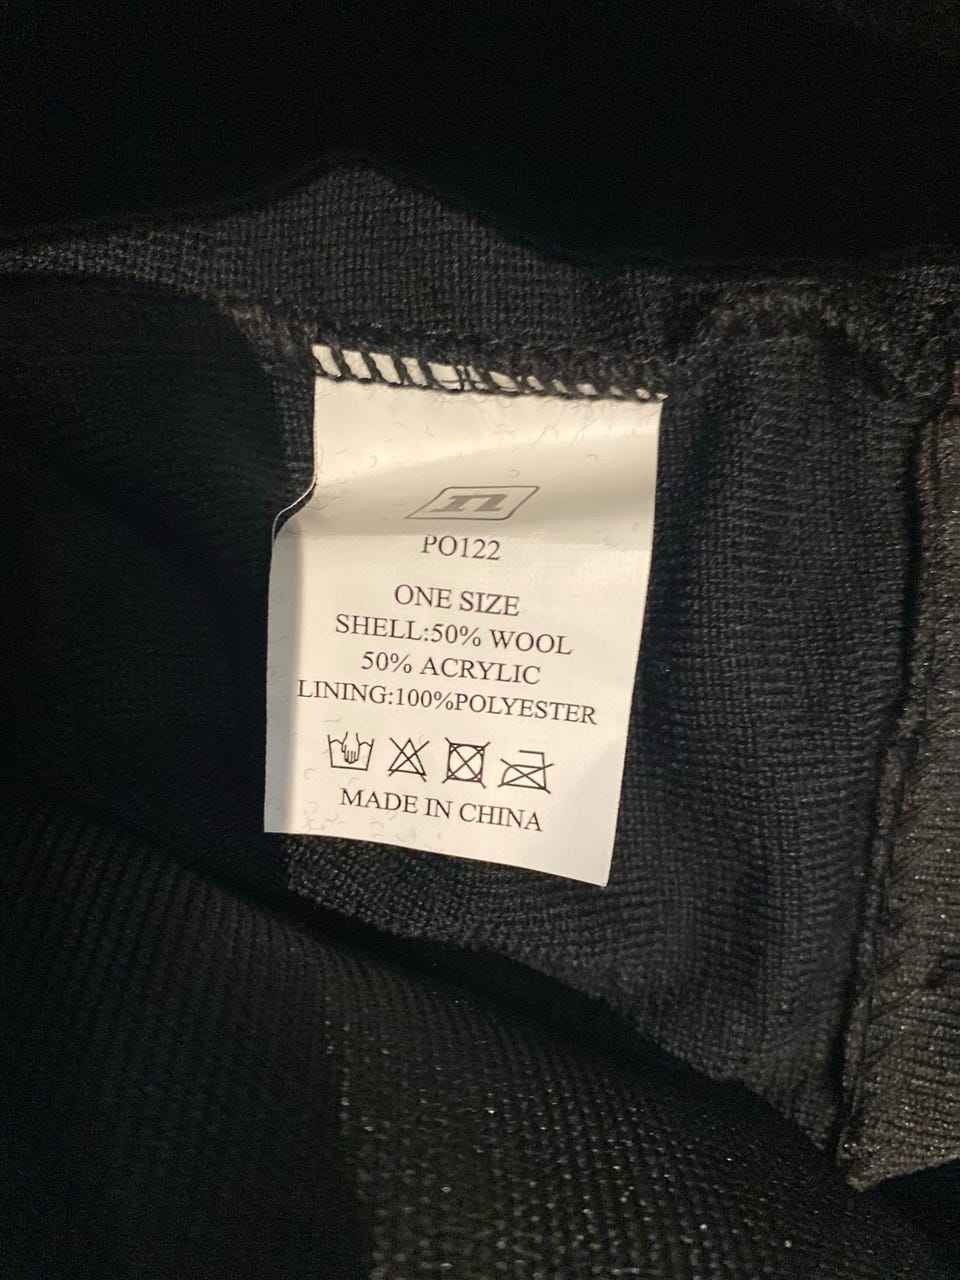 n
PO122
ONE SIZE
SHELL:50% WOOL
50% ACRYLIC
LINING:100%POLYESTER
MADE IN CHINA